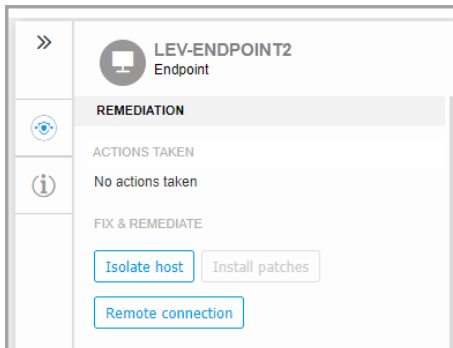 LEV-ENDPOINT2
Endpoint
REMEDIATION
ACTIONS TAKEN
No actions taken
FIX & REMEDIATE
Isolate host Install patches
Remote connection